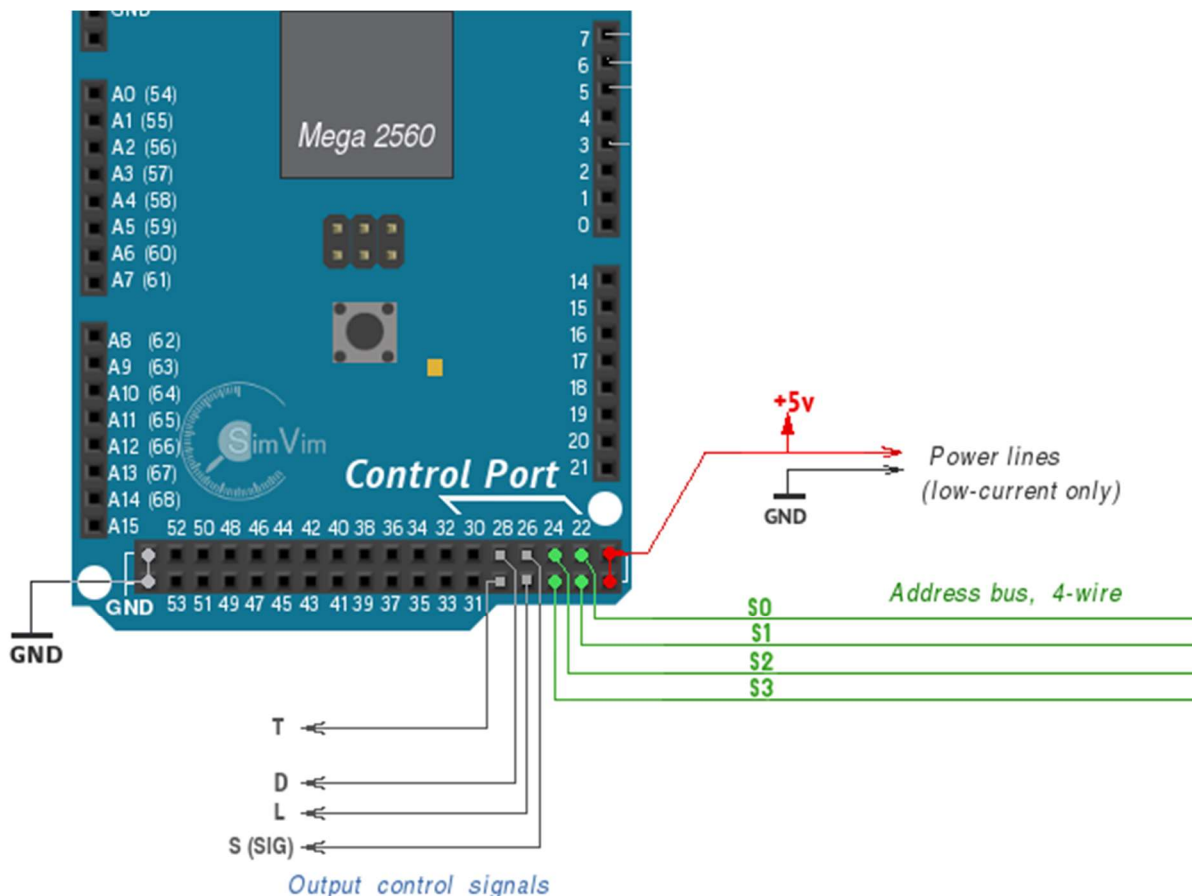 GND
Mega 2560
7
6
5
4
3
2
1
0
A0 (54)
A1 (55)
A2 (56)
A3 (57)
A4 (58)
A5 (59)
A6 (60)
A7 (61)
14
15
16
17
18
19
20
21
A8 (62)
A9 (63)
A10 (64)
A11 (65)
A12 (66)
A13 (67)
A14 (68)
A15
SimVim
Control Port
52 50 48 46 44 42 40 38 36 34 32 30 28 26 24 22
GND 53 51 49 47 45 43 41 39 37 35 33 31
GND
+5v
GND
Power lines
(low-current only)
Address bus, 4-wire
S0
S1
S2
S3
T
D
L
S (SIG)
Output control signals